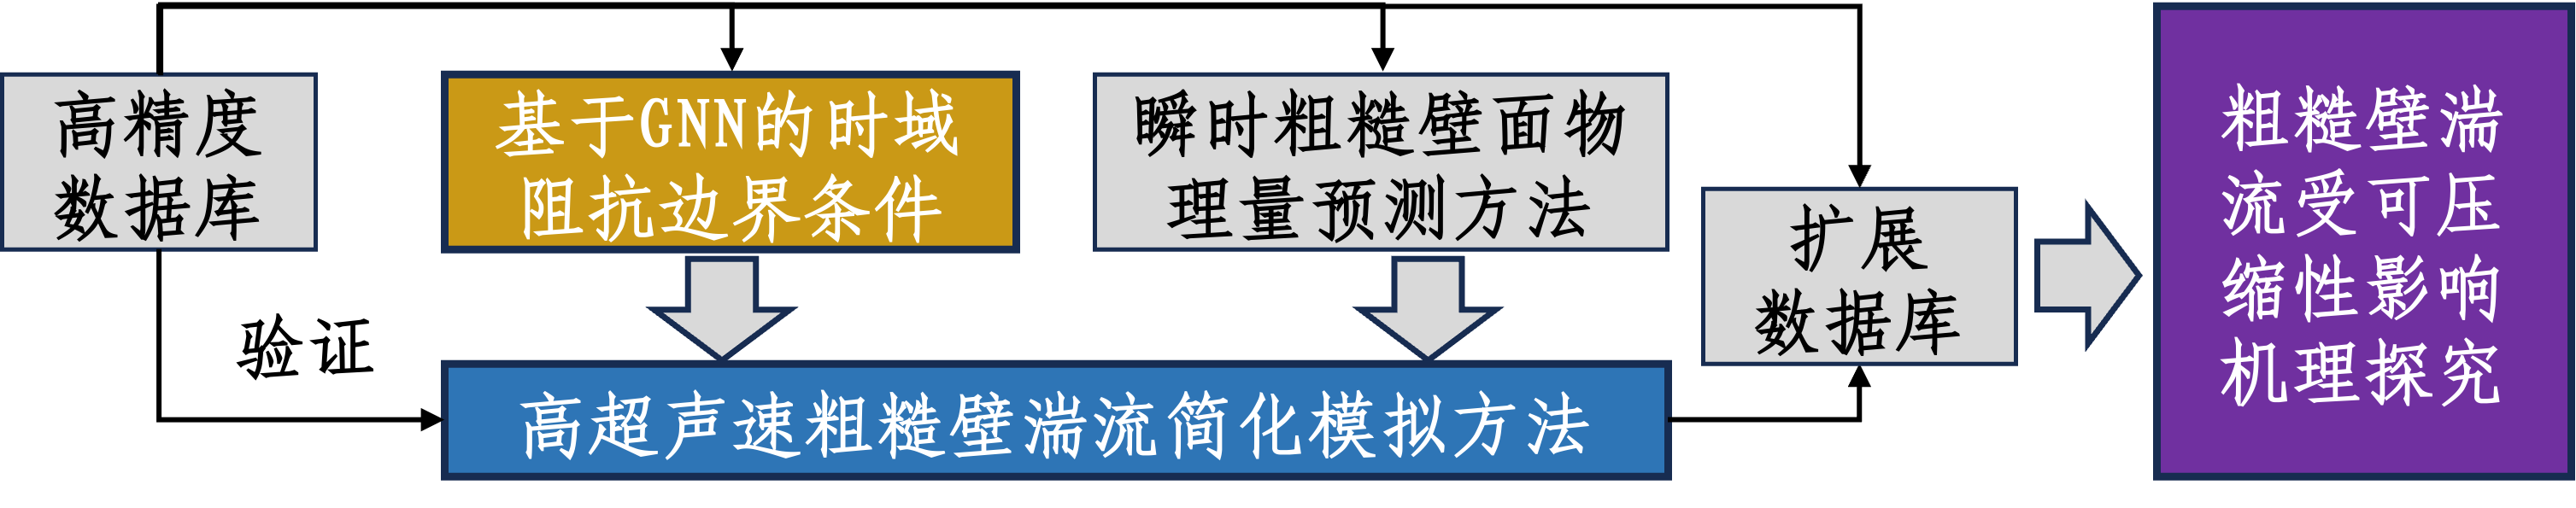 高精度
数据库
基于GNN的时域
阻抗边界条件
瞬时粗糙壁面物
理量预测方法
扩展
数据库
验证
高超声速粗糙壁湍流简化模拟方法
粗糙壁湍
流受可压
缩性影响
机理探究